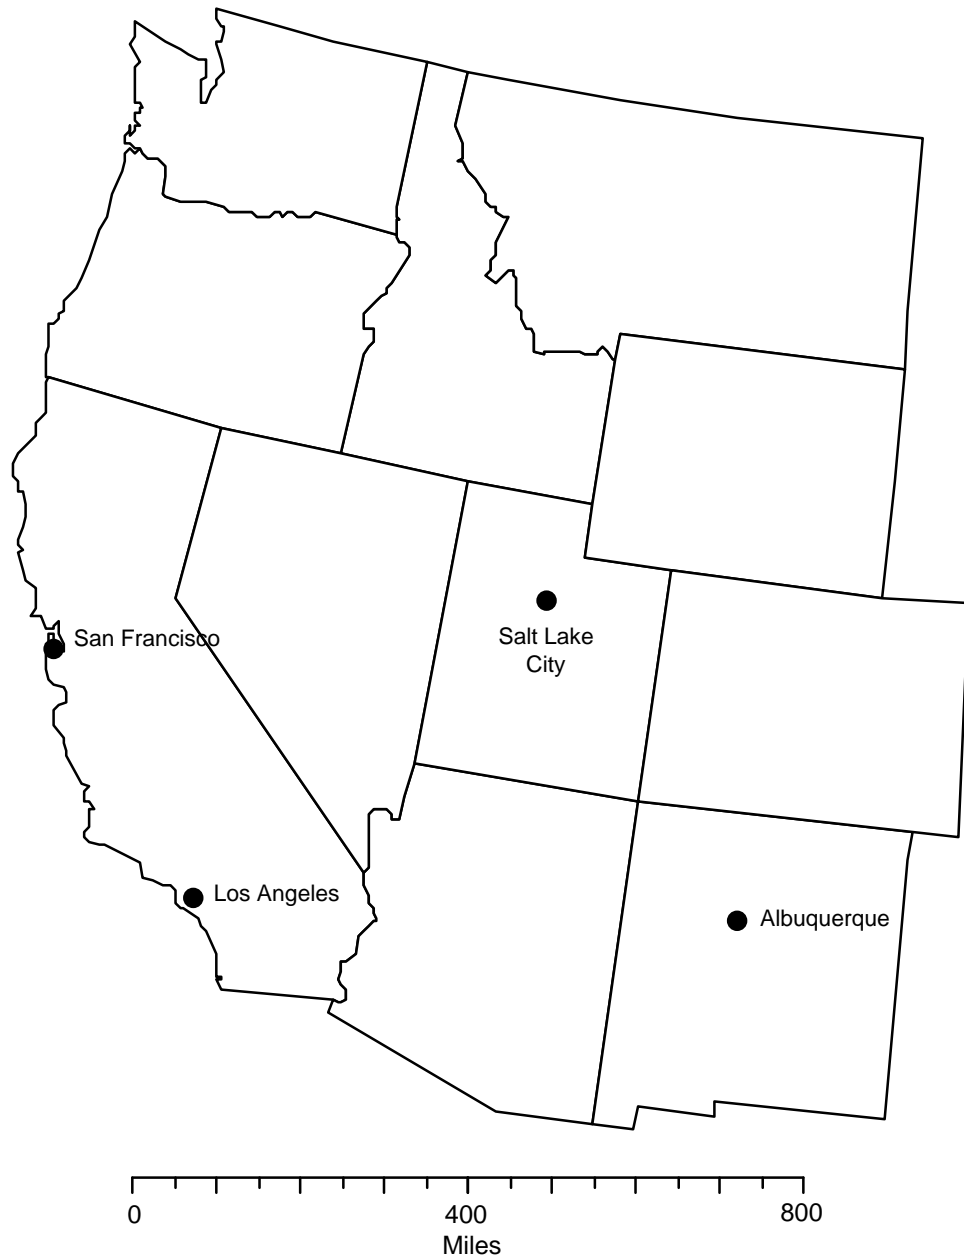 San Francisco
Salt Lake
City
Los Angeles
Albuquerque
0 400 800
Miles